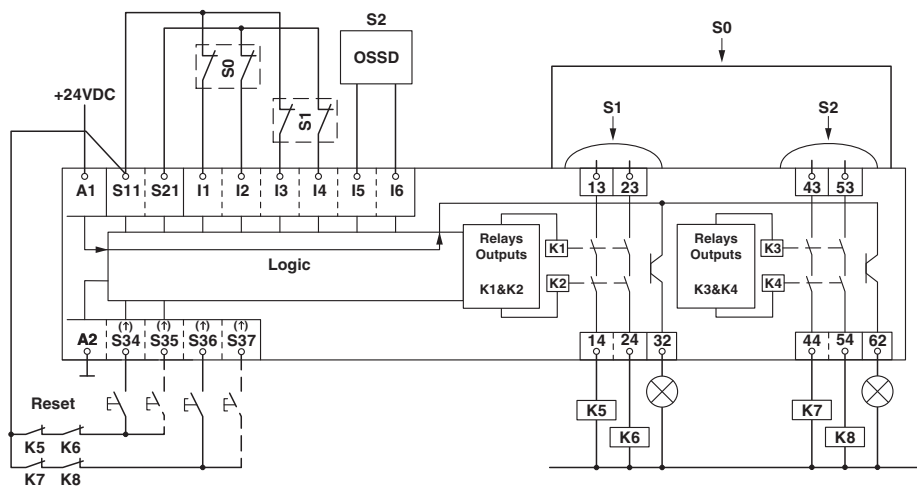 S2
OSSD
S0
S1
+24VDC
S0
S1
S2
A1 S11 S21 I1 I2 I3 I4 I5 I6
13 23
43 53
Logic
Relays
Outputs
K1&K2
K1
K2
Relays
Outputs
K3&K4
K3
K4
(↑) (↑) (↑) (↑)
A2 S34 S35 S36 S37
14 24 32
44 54 62
Reset
K5 K6
K7 K8
K5
K6
K7
K8